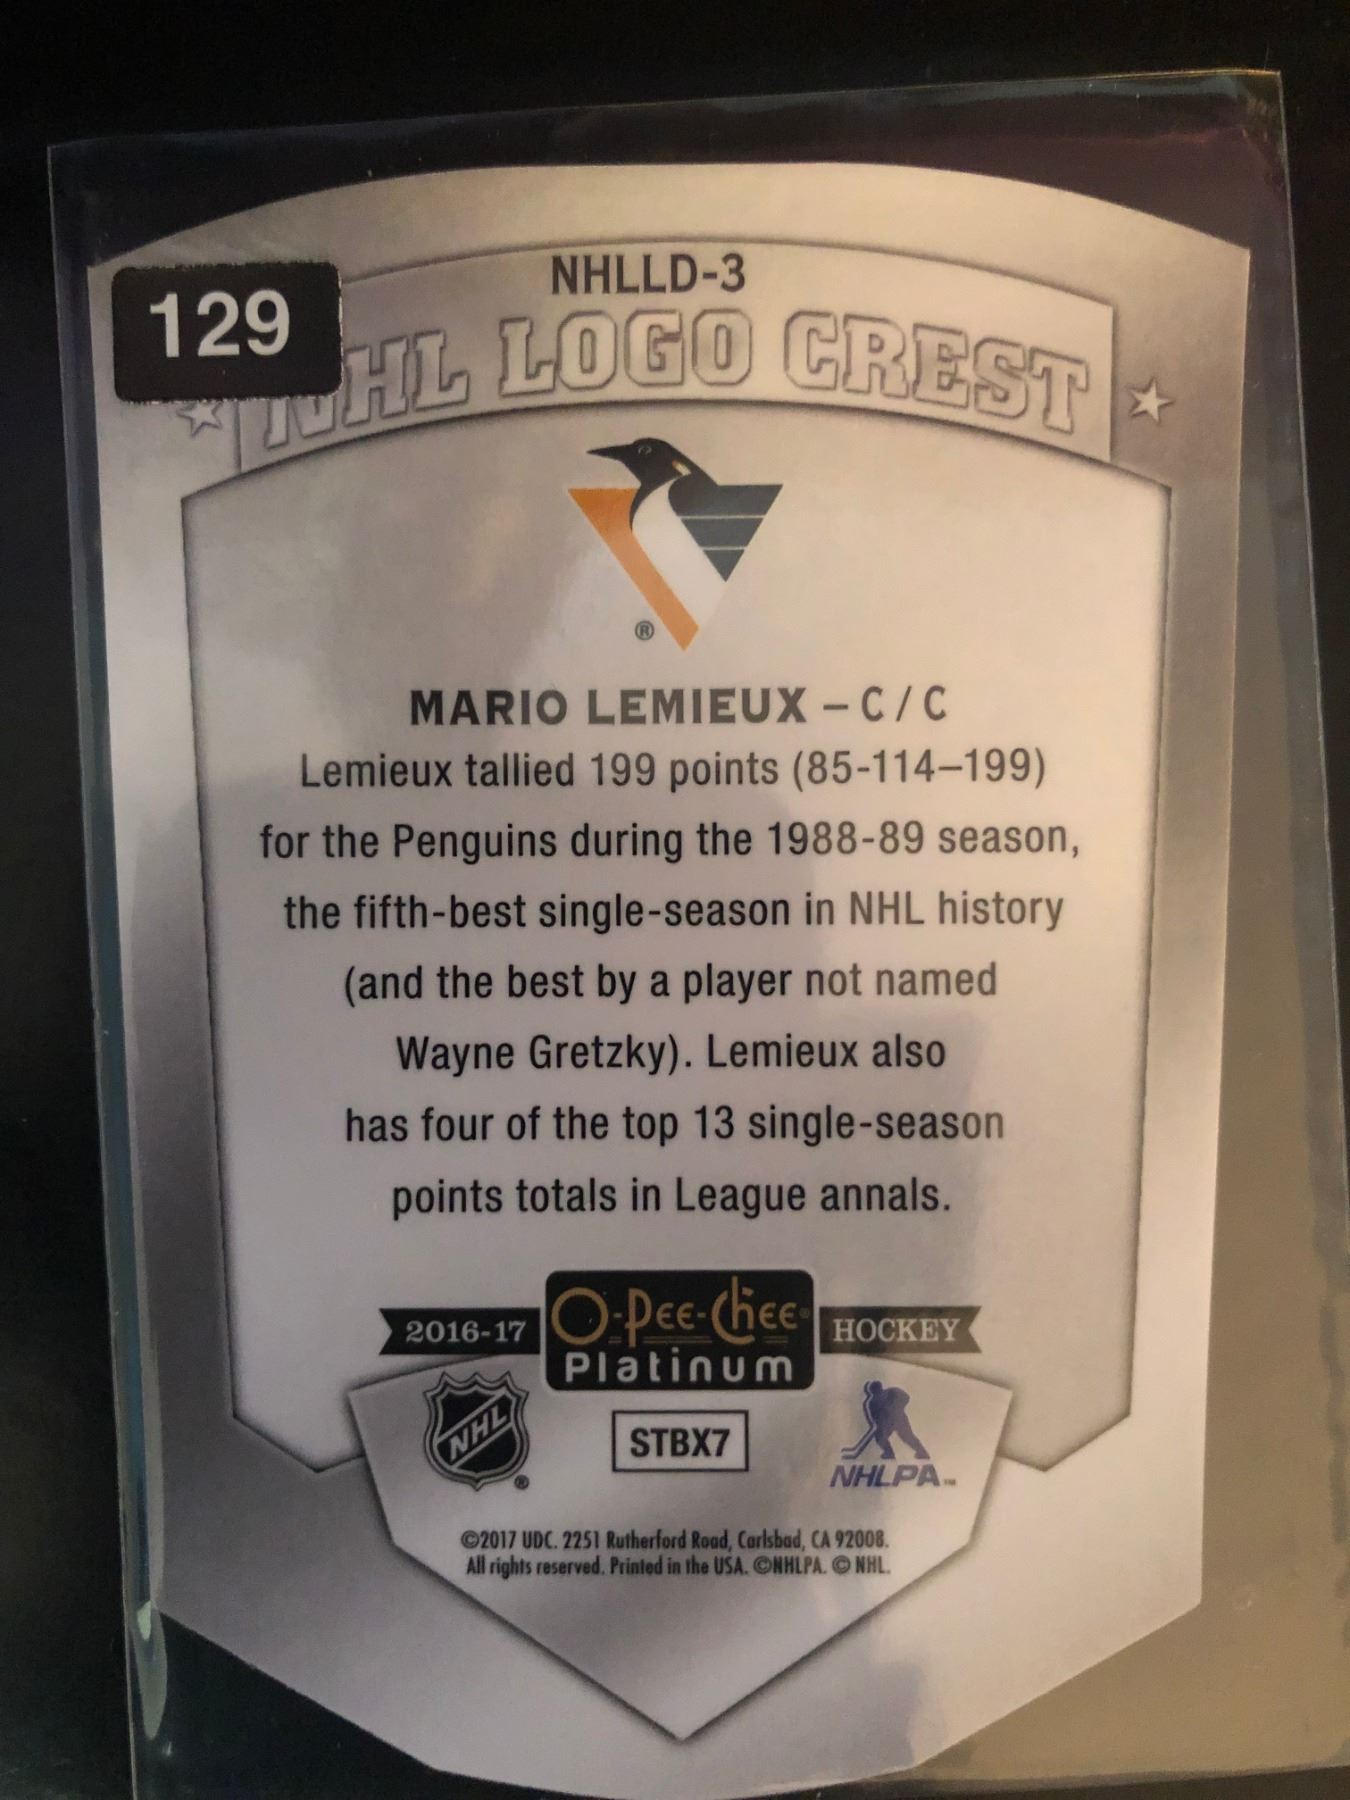 129
NHLLD-3
NHL LOGO CREST
®
MARIO LEMIEUX – C / C
Lemieux tallied 199 points (85-114–199)
for the Penguins during the 1988-89 season,
the fifth-best single-season in NHL history
(and the best by a player not named
Wayne Gretzky). Lemieux also
has four of the top 13 single-season
points totals in League annals.
2016-17 O-Pee-Chee® HOCKEY
Platinum
NHL ®
STBX7
NHLPA™
©2017 UDC. 2251 Rutherford Road, Carlsbad, CA 92008.
All rights reserved. Printed in the USA. ©NHLPA. © NHL.